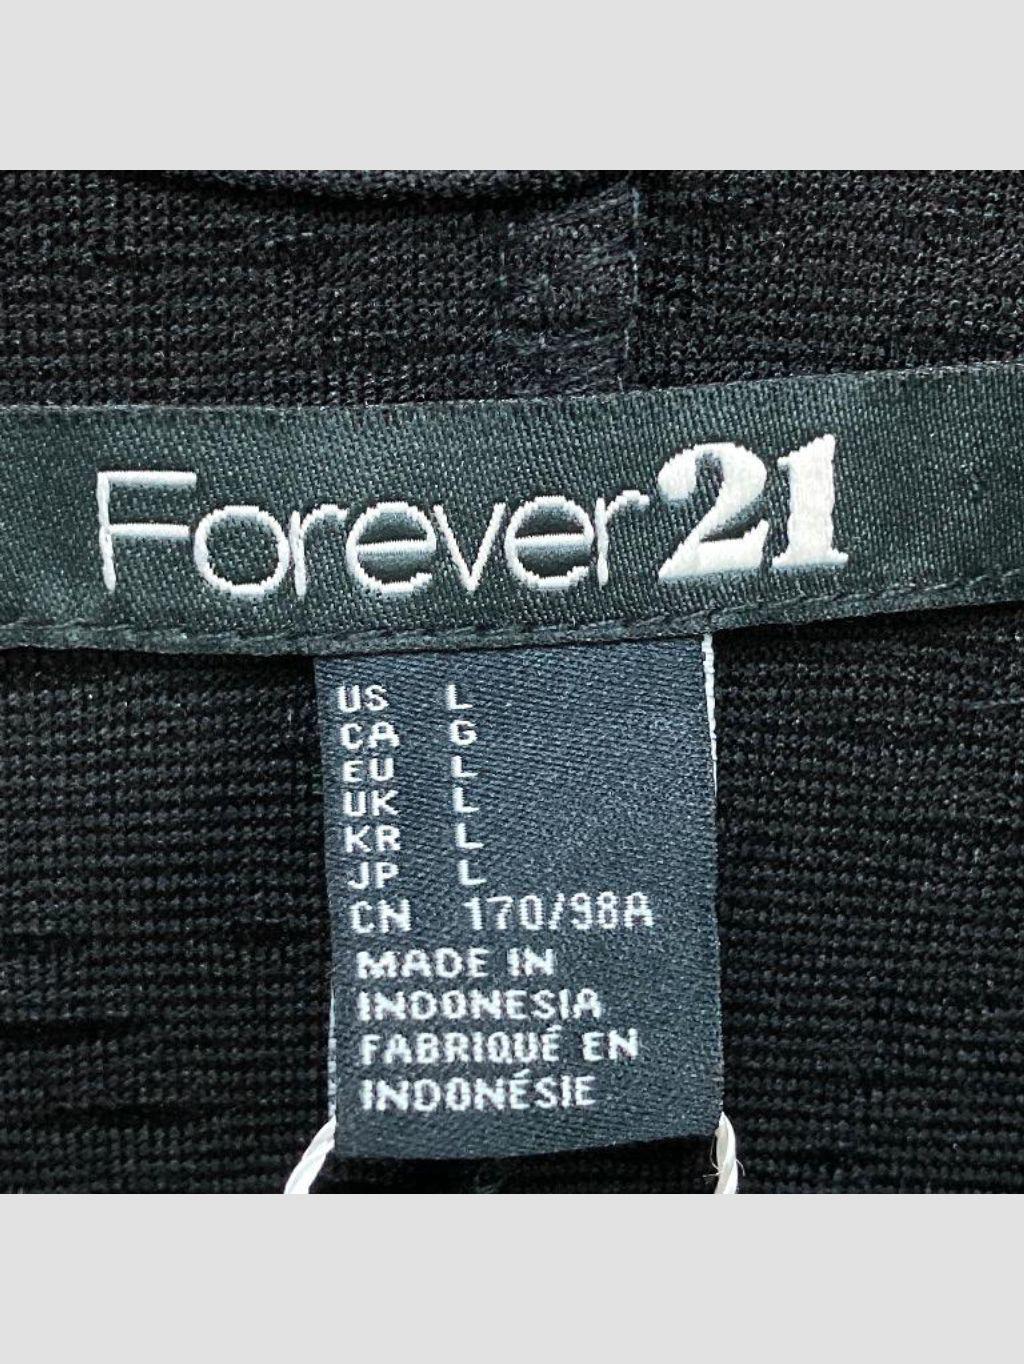 Forever21
US L
CA G
EU L
UK L
KR L
JP L
CN 170/98A
MADE IN
INDONESIA
FABRIQUÉ EN
INDONÉSIE